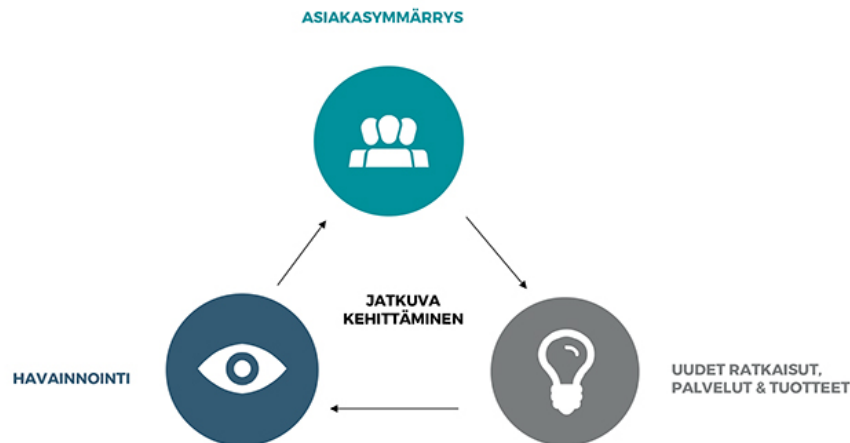 ASIAKASYMMÄRRYS
JATKUVA
KEHITTÄMINEN
HAVAINNOINTI
UUDET RATKAISUT,
PALVELUT & TUOTTEET